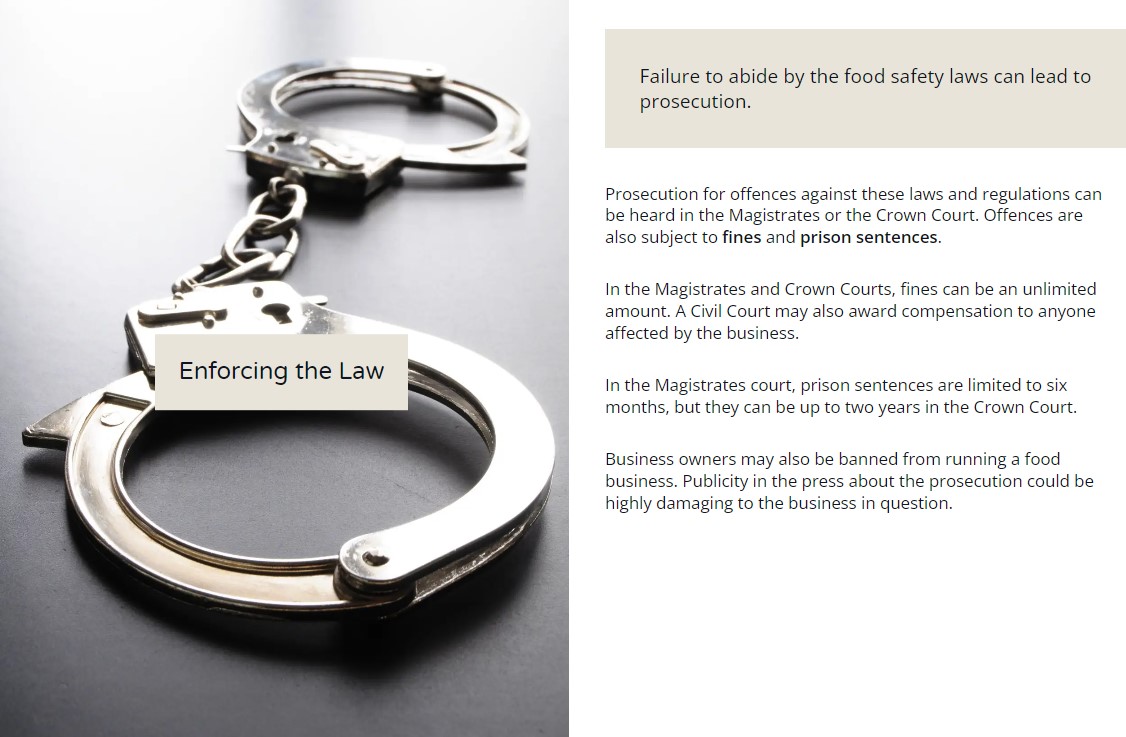 Enforcing the Law
Failure to abide by the food safety laws can lead to
prosecution.
Prosecution for offences against these laws and regulations can
be heard in the Magistrates or the Crown Court. Offences are
also subject to fines and prison sentences.
In the Magistrates and Crown Courts, fines can be an unlimited
amount. A Civil Court may also award compensation to anyone
affected by the business.
In the Magistrates court, prison sentences are limited to six
months, but they can be up to two years in the Crown Court.
Business owners may also be banned from running a food
business. Publicity in the press about the prosecution could be
highly damaging to the business in question.